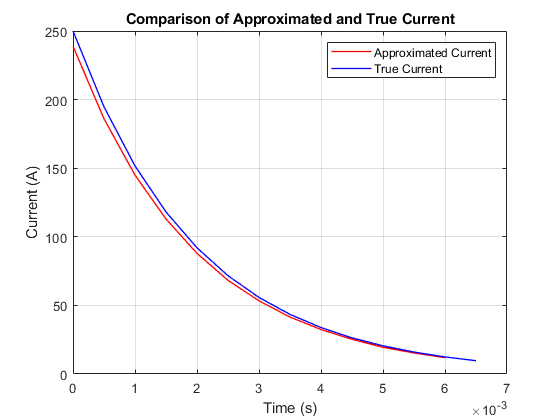 Comparison of Approximated and True Current
250
200
150
100
50
0
Current (A)
Approximated Current
True Current
0 1 2 3 4 5 6 7
Time (s)
×10⁻³